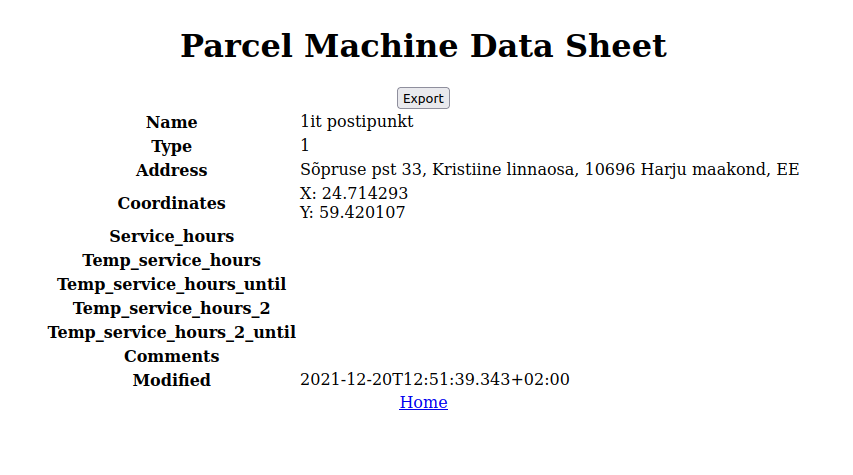 Parcel Machine Data Sheet
Export
Name 1it postipunkt
Type 1
Address Sõpruse pst 33, Kristiine linnaosa, 10696 Harju maakond, EE
Coordinates X: 24.714293
Y: 59.420107
Service_hours
Temp_service_hours
Temp_service_hours_until
Temp_service_hours_2
Temp_service_hours_2_until
Comments
Modified 2021-12-20T12:51:39.343+02:00
Home